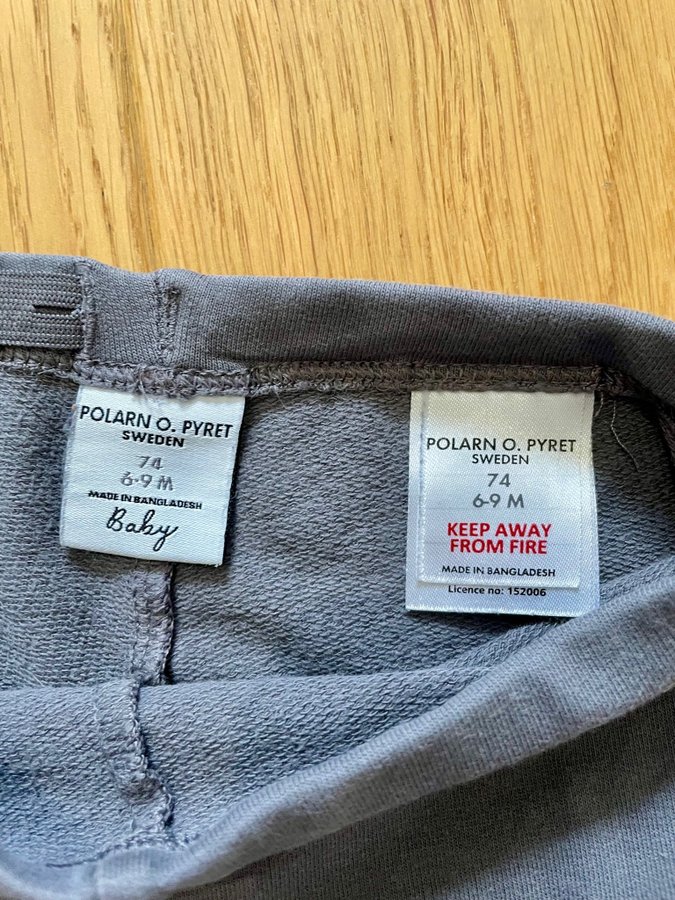 POLARN O. PYRET
SWEDEN
74
6-9 M
MADE IN BANGLADESH
Baby
POLARN O. PYRET
SWEDEN
74
6-9 M
KEEP AWAY
FROM FIRE
MADE IN BANGLADESH
Licence no: 152006